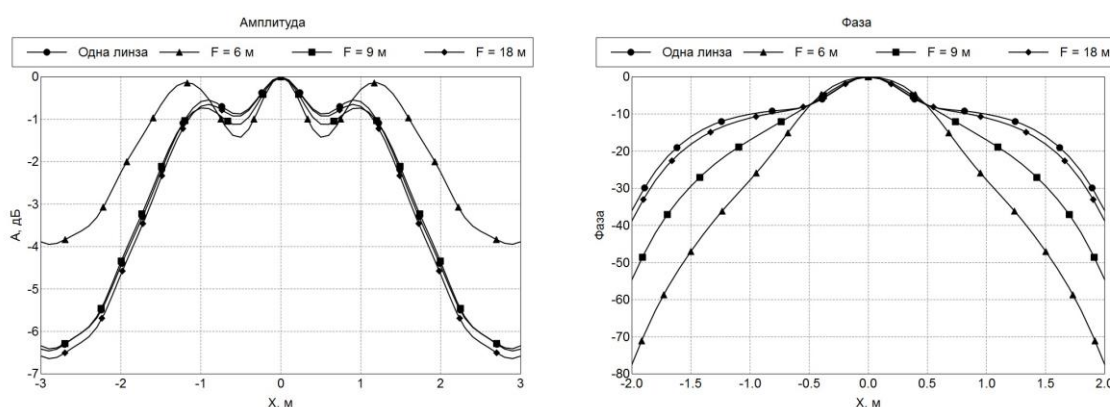 Амплитуда
Одна линза F = 6 м F = 9 м F = 18 м
0
-1
-2
-3
-4
-5
-6
-7
А, дБ
-3 -2 -1 0 1 2 3
X, м
Фаза
Одна линза F = 6 м F = 9 м F = 18 м
0
-10
-20
-30
-40
-50
-60
-70
-80
Фаза
-2.0 -1.5 -1.0 -0.5 0.0 0.5 1.0 1.5 2.0
X, м